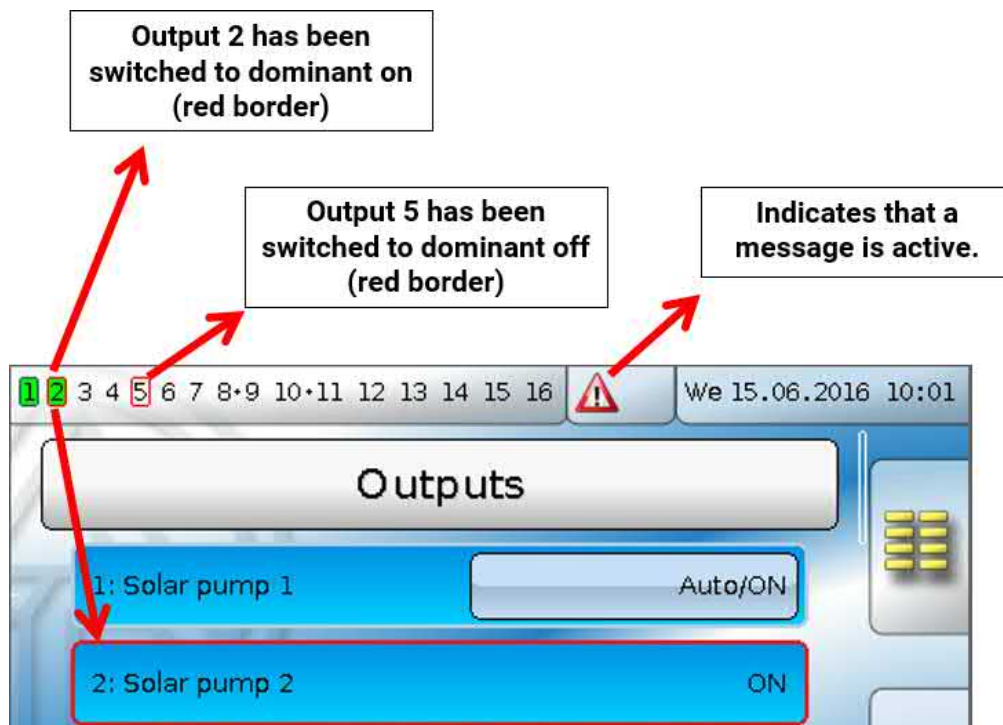 Output 2 has been
switched to dominant on
(red border)
Output 5 has been
switched to dominant off
(red border)
Indicates that a
message is active.
1 2 3 4 5 6 7 8·9 10·11 12 13 14 15 16
We 15.06.2016 10:01
Outputs
1: Solar pump 1 Auto/ON
2: Solar pump 2 ON